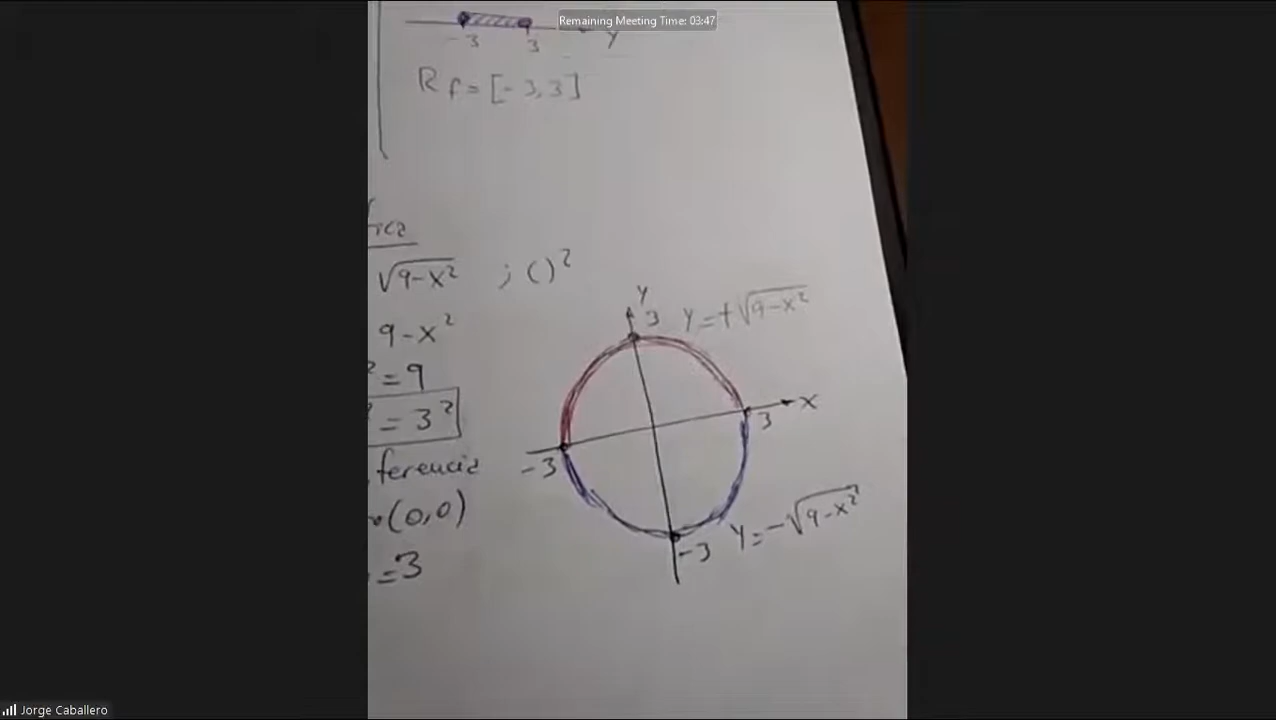 Remaining Meeting Time: 03:47
-3 3 Y
R f = [-3, 3]
√9-x² ; ( )²
9-x²
= 9
= 3²
ferencia
(0,0)
= 3
Y
3 Y=+√9-x²
X
3
-3
-3 Y=-√9-x²
Jorge Caballero